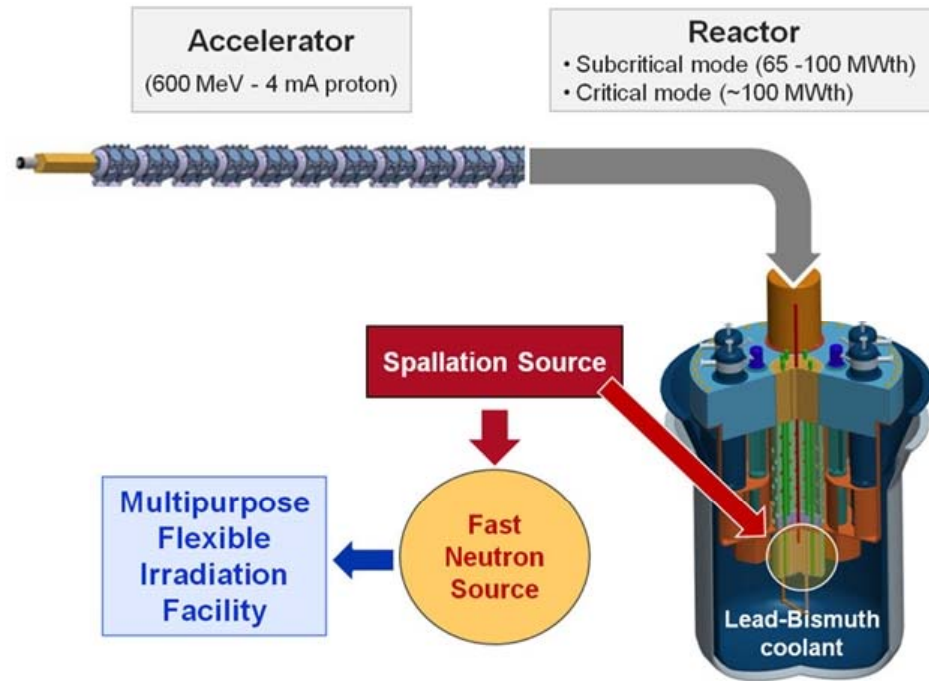 Accelerator
(600 MeV - 4 mA proton)
Reactor
• Subcritical mode (65 -100 MWth)
• Critical mode (~100 MWth)
Spallation Source
Multipurpose
Flexible
Irradiation
Facility
Fast
Neutron
Source
Lead-Bismuth
coolant